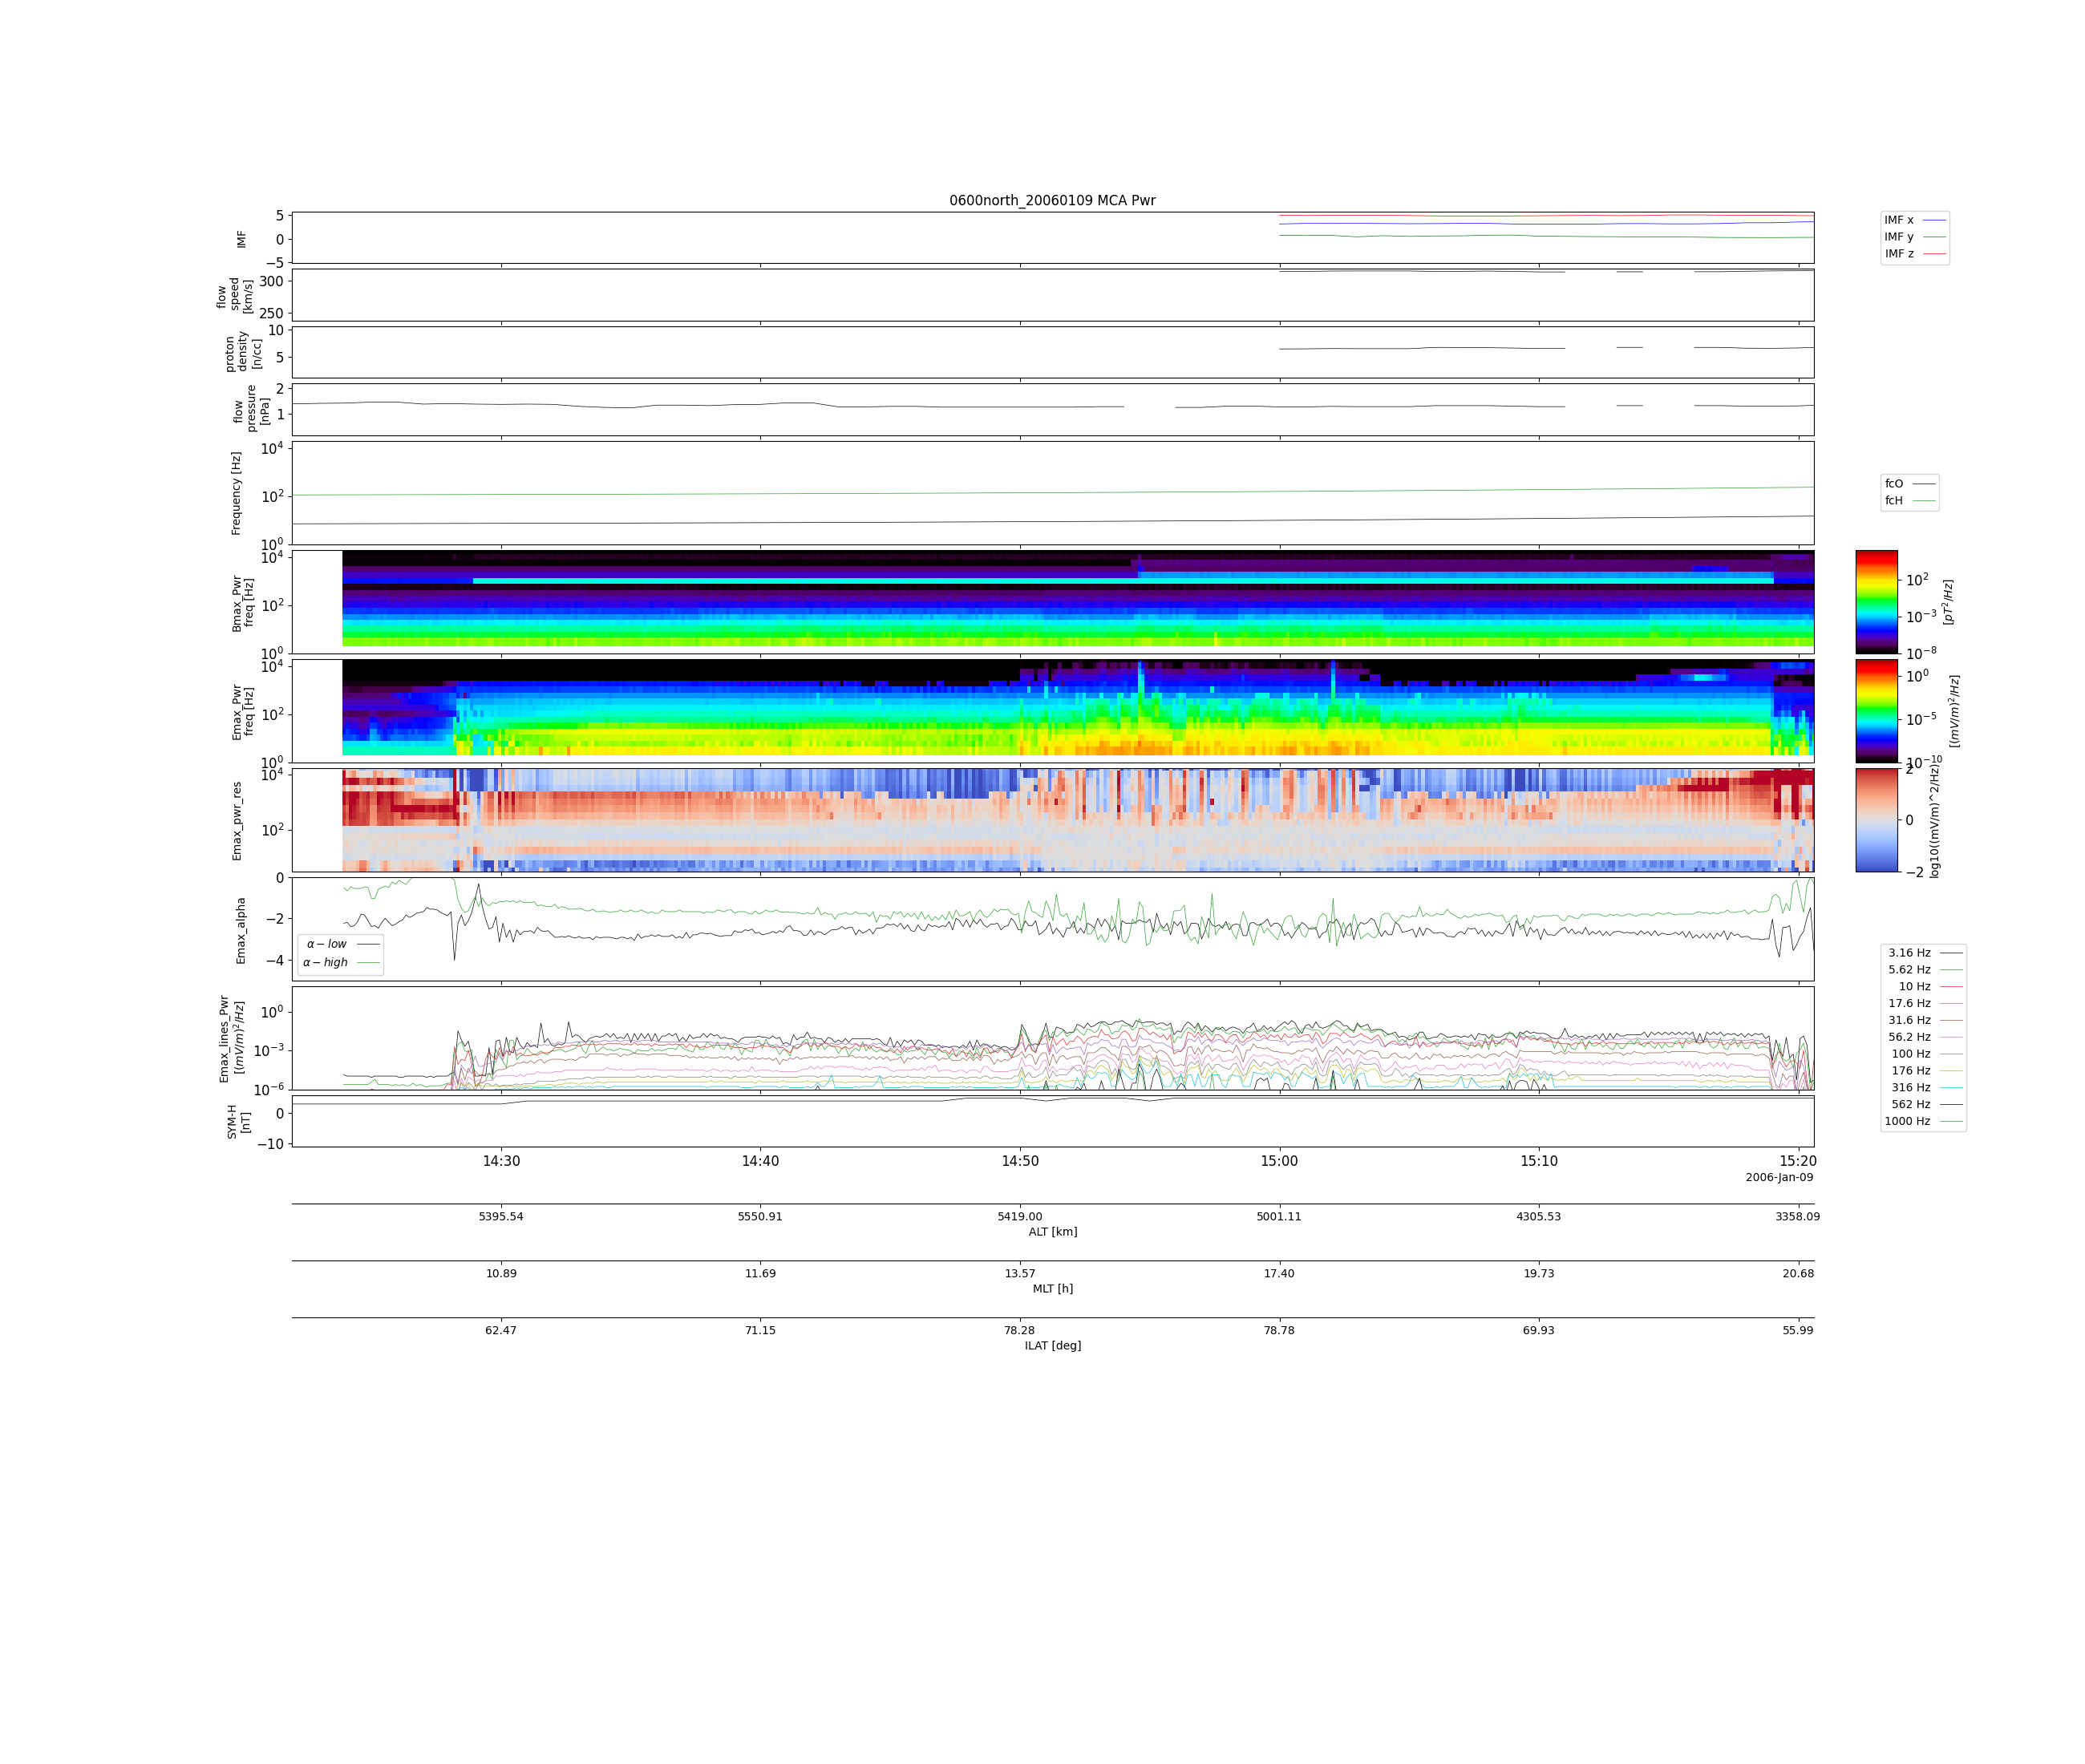 0600north_20060109 MCA Pwr
IMF
5
0
−5
IMF x
IMF y
IMF z
flow
speed
[km/s]
300
250
proton
density
[n/cc]
10
5
flow
pressure
[nPa]
2
1
Frequency [Hz]
10^4
10^2
10^0
fcO
fcH
Bmax_Pwr
freq [Hz]
10^4
10^2
10^0
10^2
10^−3
10^−8
[pT^2/Hz]
Emax_Pwr
freq [Hz]
10^4
10^2
10^0
10^0
10^−5
10^−10
[(mV/m)^2/Hz]
Emax_pwr_res
10^4
10^2
2
0
−2
log10((mV/m)^2/Hz)
Emax_alpha
0
−2
−4
α − low
α − high
Emax_lines_Pwr
[(mV/m)^2/Hz]
10^0
10^−3
10^−6
3.16 Hz
5.62 Hz
10 Hz
17.6 Hz
31.6 Hz
56.2 Hz
100 Hz
176 Hz
316 Hz
562 Hz
1000 Hz
SYM-H
[nT]
0
−10
14:30 14:40 14:50 15:00 15:10 15:20
2006-Jan-09
5395.54 5550.91 5419.00 5001.11 4305.53 3358.09
ALT [km]
10.89 11.69 13.57 17.40 19.73 20.68
MLT [h]
62.47 71.15 78.28 78.78 69.93 55.99
ILAT [deg]